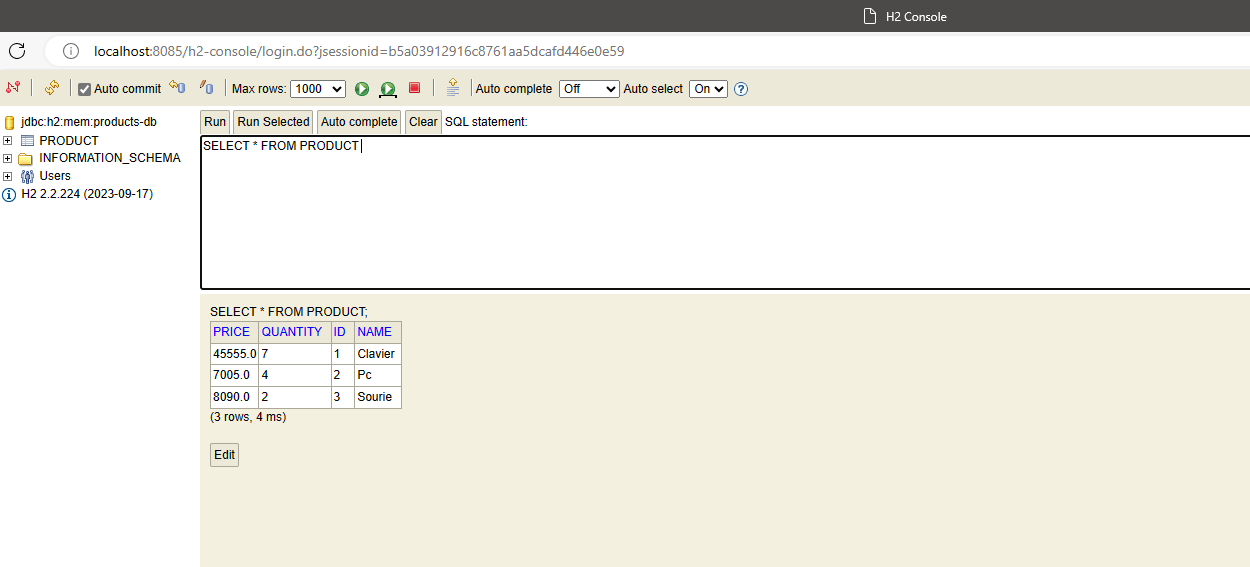 H2 Console
localhost:8085/h2-console/login.do?jsessionid=b5a03912916c8761aa5dcafd446e0e59
Auto commit Max rows: 1000 Auto complete Off Auto select On
jdbc:h2:mem:products-db
PRODUCT
INFORMATION_SCHEMA
Users
H2 2.2.224 (2023-09-17)
Run Run Selected Auto complete Clear SQL statement:
SELECT * FROM PRODUCT
SELECT * FROM PRODUCT;
PRICE QUANTITY ID NAME
45555.0 7 1 Clavier
7005.0 4 2 Pc
8090.0 2 3 Sourie
(3 rows, 4 ms)
Edit